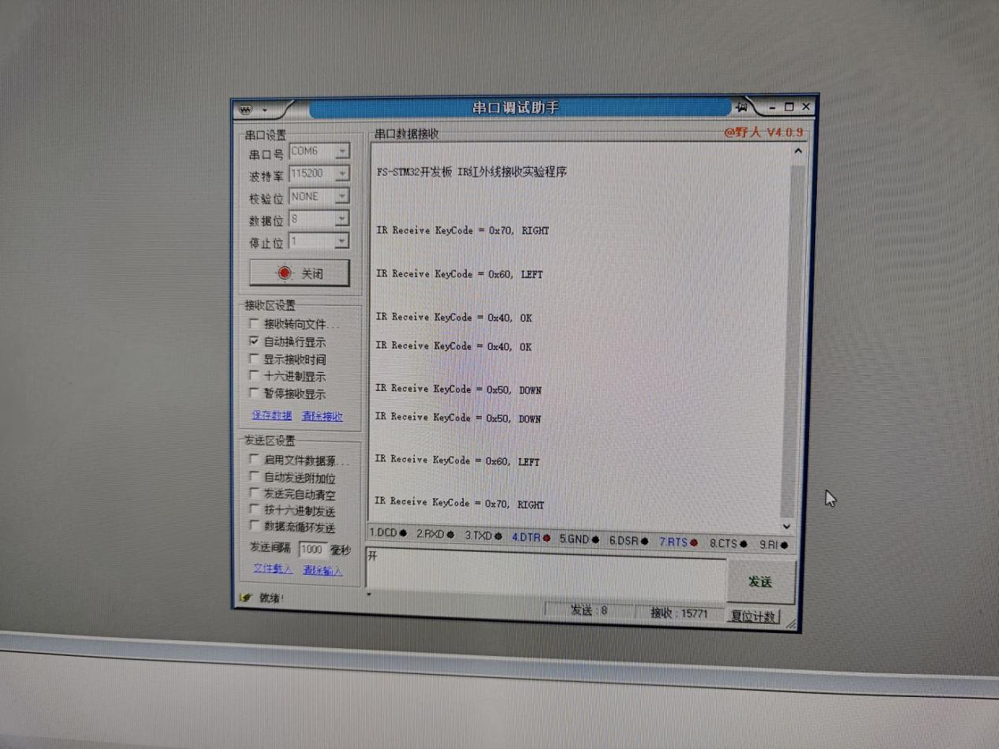 串口调试助手
串口设置
串口号 COM6
波特率 115200
校验位 NONE
数据位 8
停止位 1
关闭
接收区设置
接收转向文件...
自动换行显示
显示接收时间
十六进制显示
暂停接收显示
保存数据 清除接收
发送区设置
启用文件数据源...
自动发送附加位
发送完自动清空
按十六进制发送
数据流循环发送
发送间隔 1000 毫秒
文件载入 清除输入
就绪!
串口数据接收
@野人 V4.0.9
FS-STM32开发板 IR红外线接收实验程序
IR Receive KeyCode = 0x70, RIGHT
IR Receive KeyCode = 0x60, LEFT
IR Receive KeyCode = 0x40, OK
IR Receive KeyCode = 0x40, OK
IR Receive KeyCode = 0x50, DOWN
IR Receive KeyCode = 0x50, DOWN
IR Receive KeyCode = 0x60, LEFT
IR Receive KeyCode = 0x70, RIGHT
1.DCD 2.RXD 3.TXD 4.DTR 5.GND 6.DSR 7.RTS 8.CTS 9.RI
开
发送
发送 : 8 接收 : 15771 复位计数